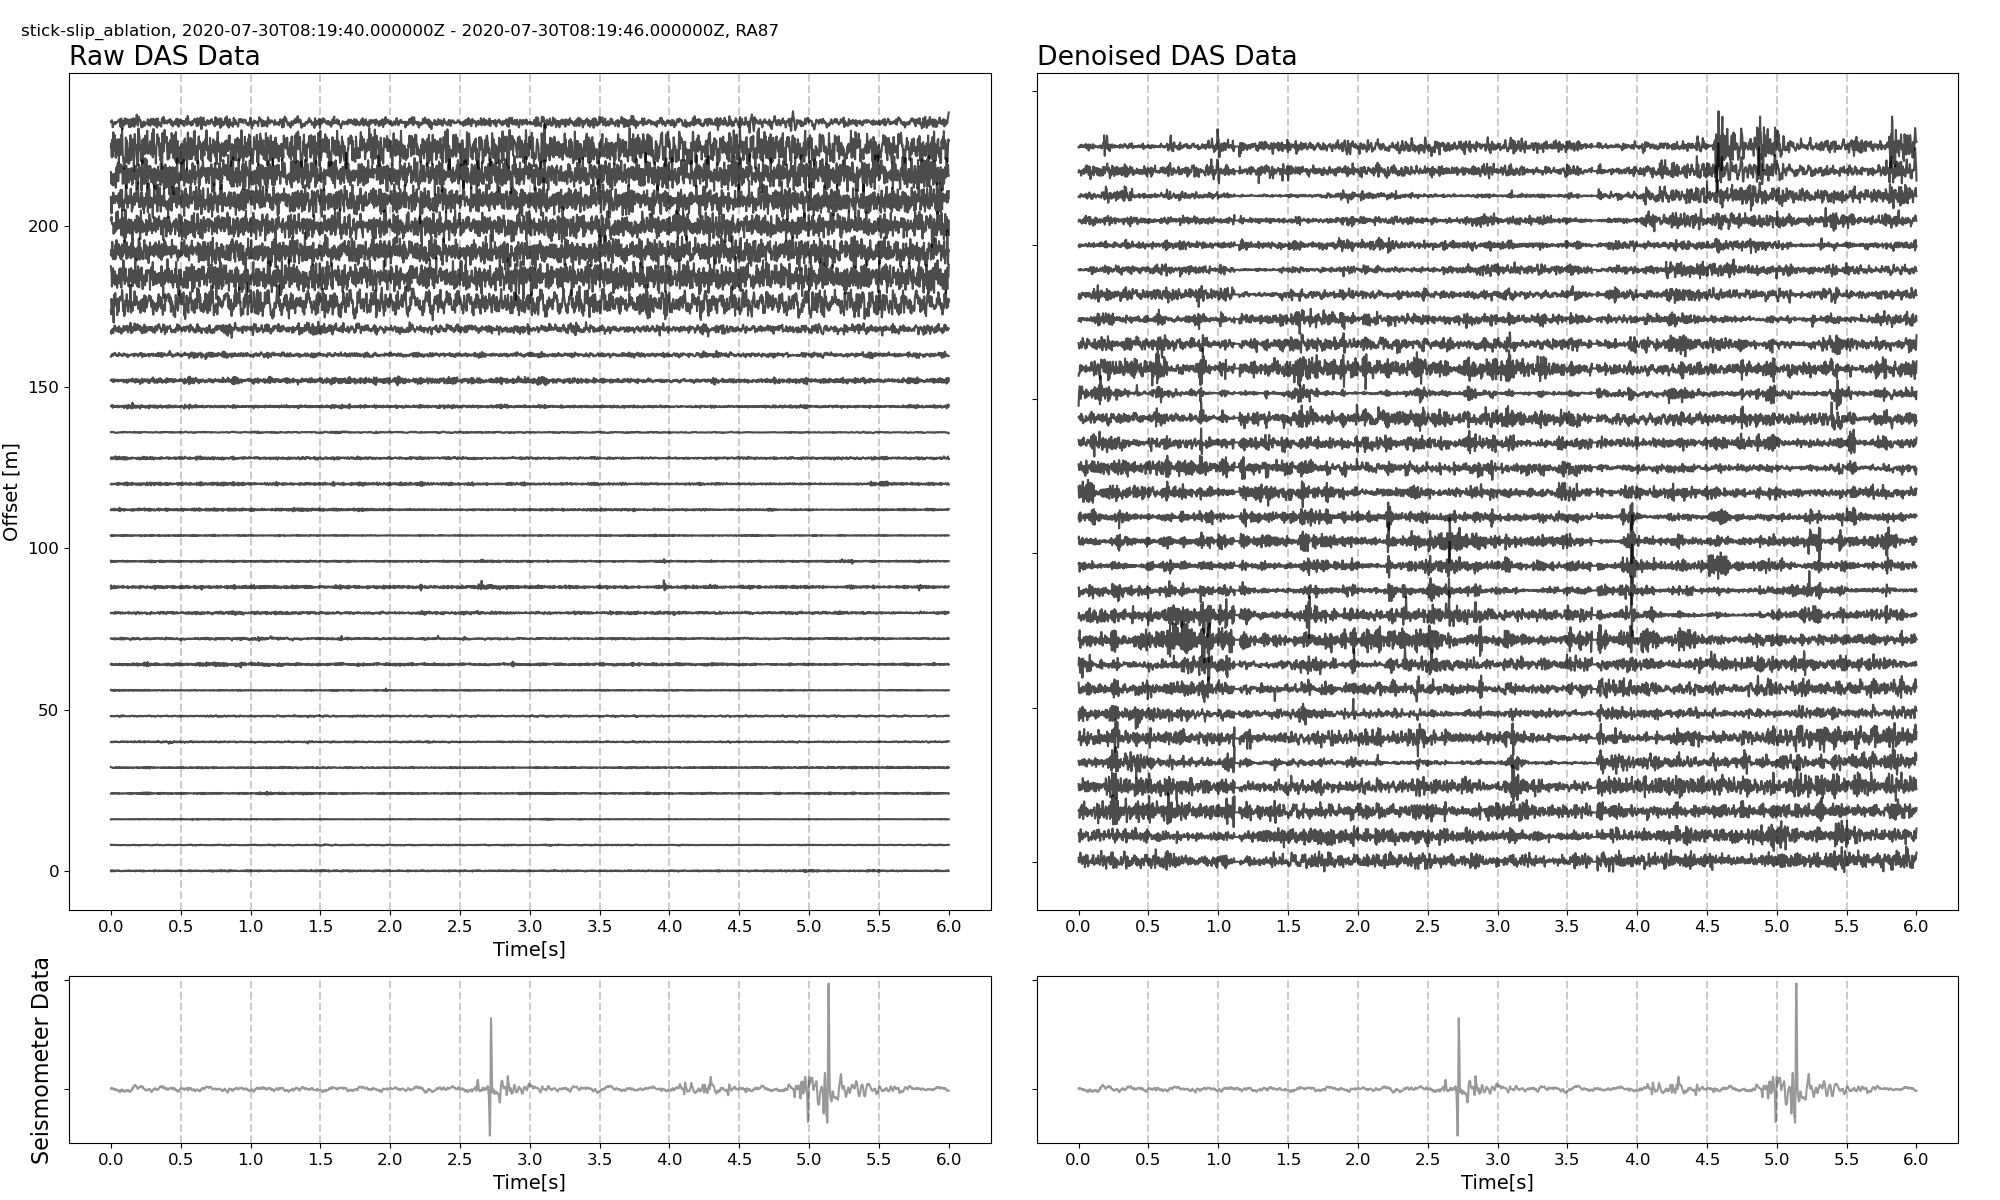 stick-slip_ablation, 2020-07-30T08:19:40.000000Z - 2020-07-30T08:19:46.000000Z, RA87
Raw DAS Data
Denoised DAS Data
Offset [m]
200
150
100
50
0
0.0 0.5 1.0 1.5 2.0 2.5 3.0 3.5 4.0 4.5 5.0 5.5 6.0
Time[s]
0.0 0.5 1.0 1.5 2.0 2.5 3.0 3.5 4.0 4.5 5.0 5.5 6.0
Seismometer Data
0.0 0.5 1.0 1.5 2.0 2.5 3.0 3.5 4.0 4.5 5.0 5.5 6.0
Time[s]
0.0 0.5 1.0 1.5 2.0 2.5 3.0 3.5 4.0 4.5 5.0 5.5 6.0
Time[s]